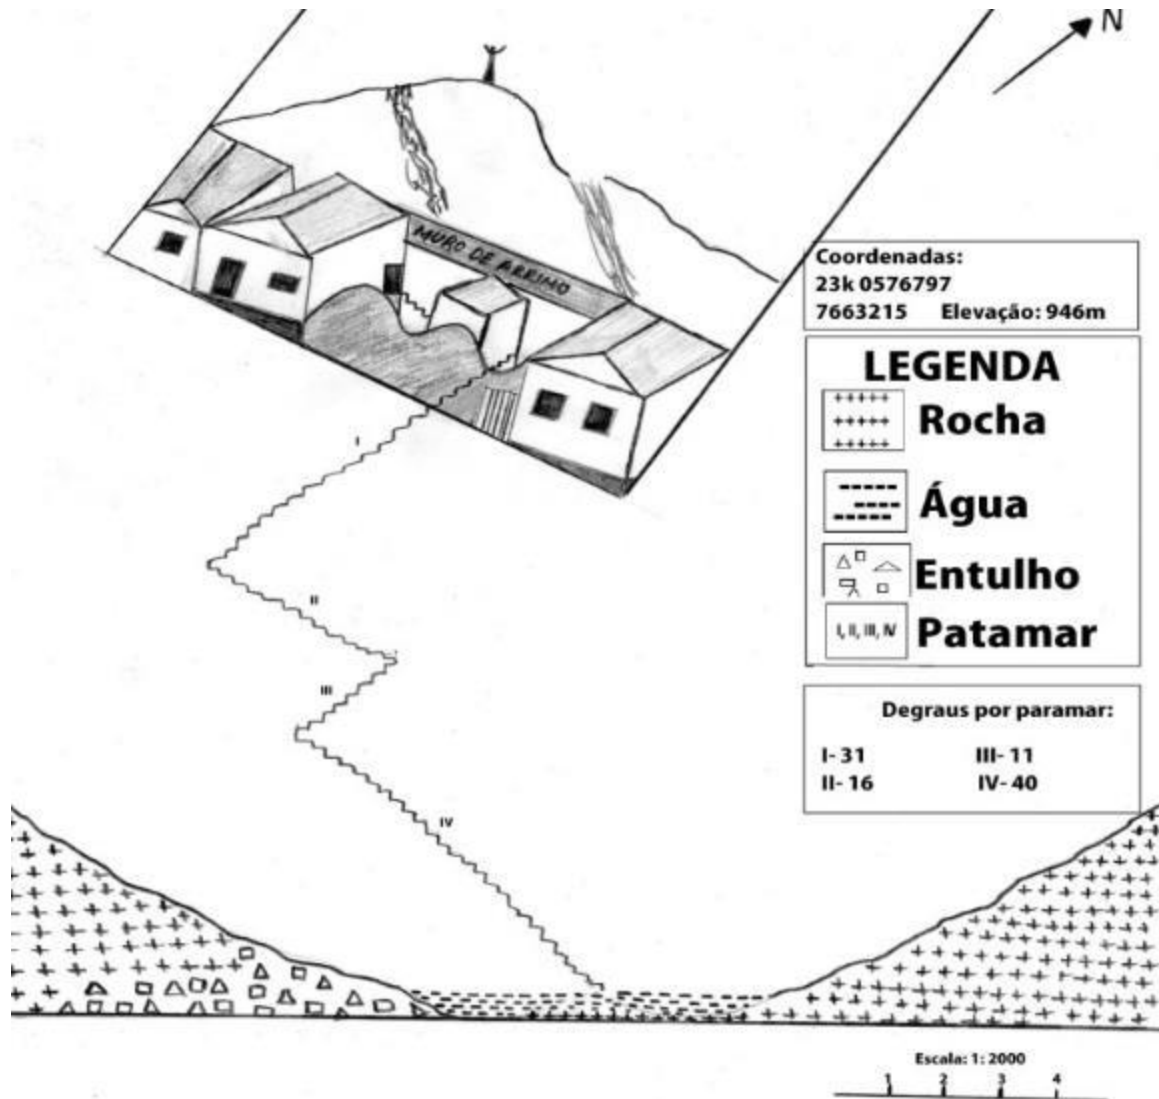 N
MURO DE ARRIMO
Coordenadas:
23k 0576797
7663215 Elevação: 946m
LEGENDA
Rocha
Água
Entulho
I, II, III, IV Patamar
Degraus por paramar:
I- 31 III- 11
II- 16 IV- 40
I
II
III
IV
Escala: 1: 2000
1 2 3 4